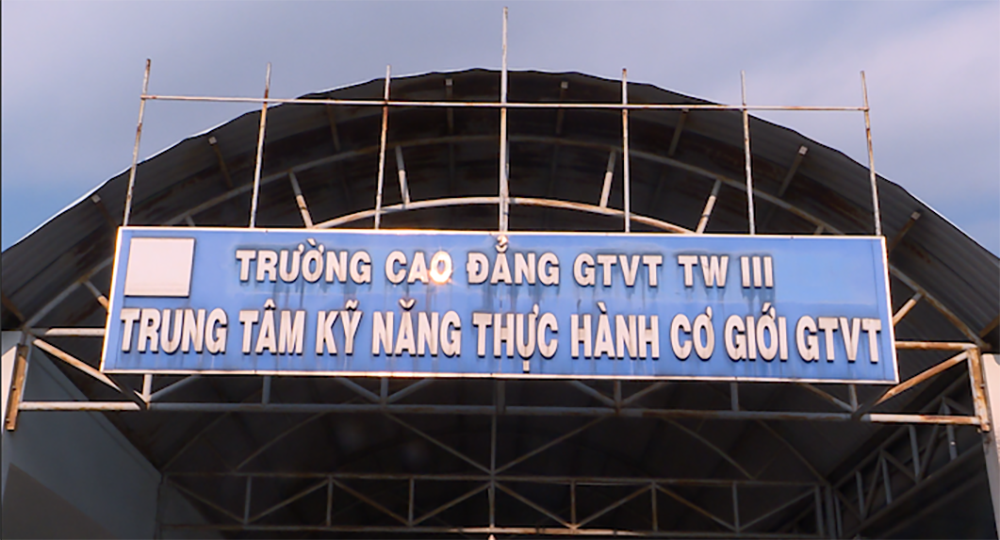 TRƯỜNG CAO ĐẲNG GTVT TW III
TRUNG TÂM KỸ NĂNG THỰC HÀNH CƠ GIỚI GTVT